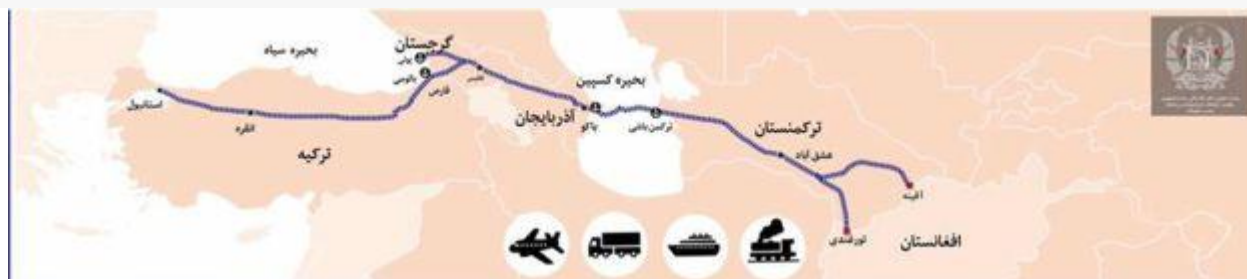 گرجستان
بحیره سیاه
پوتی
باتومی
قارص
استانبول
انقره
ترکیه
بحیره کسپین
آذربایجان
باکو
ترکمن‌باشی
ترکمنستان
عشق آباد
آقینه
تورغندی
افغانستان